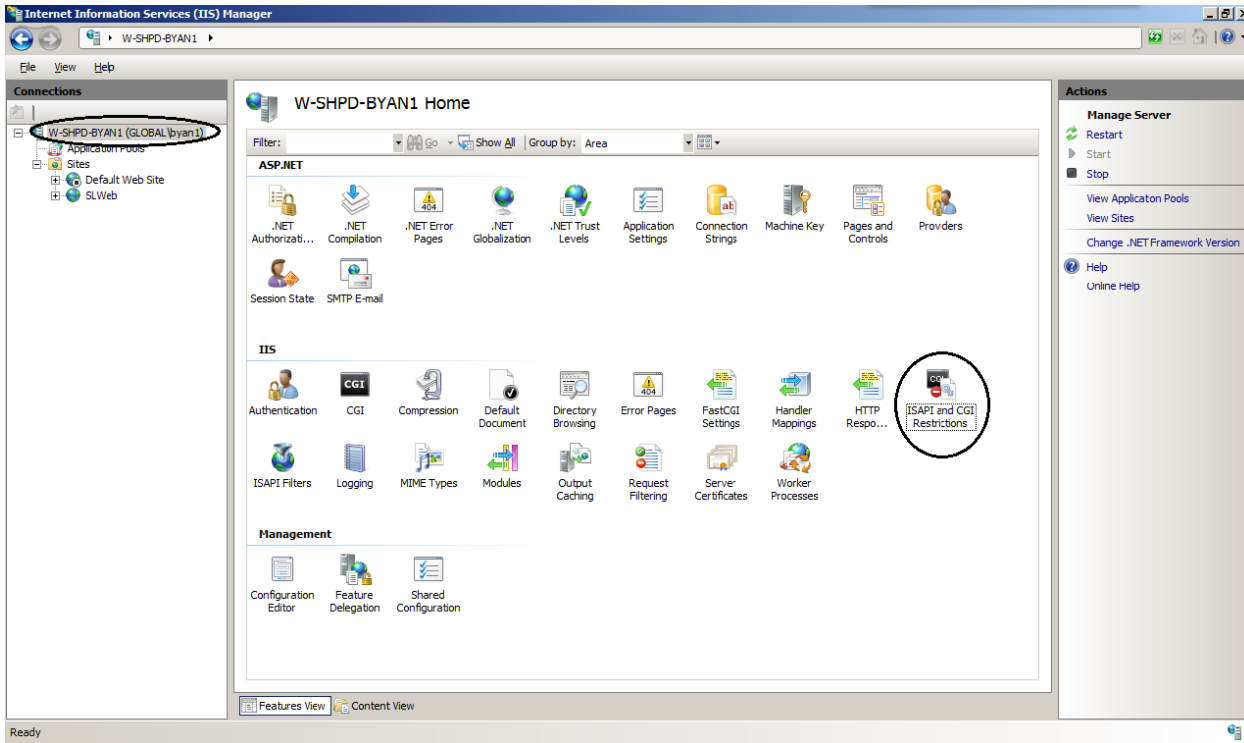 Internet Information Services (IIS) Manager
W-SHPD-BYAN1
File View Help
Connections
W-SHPD-BYAN1 (GLOBAL\byan1)
Application Pools
Sites
Default Web Site
SLWeb
W-SHPD-BYAN1 Home
Filter: Go Show All Group by: Area
ASP.NET
.NET Authorizati...
.NET Compilation
.NET Error Pages
.NET Globalization
.NET Trust Levels
Application Settings
Connection Strings
Machine Key
Pages and Controls
Providers
Session State
SMTP E-mail
IIS
Authentication
CGI
CGI
Compression
Default Document
Directory Browsing
404
Error Pages
FastCGI Settings
Handler Mappings
HTTP Respo...
ISAPI and CGI Restrictions
ISAPI Filters
Logging
MIME Types
Modules
Output Caching
Request Filtering
Server Certificates
Worker Processes
Management
Configuration Editor
Feature Delegation
Shared Configuration
Features View Content View
Ready
Actions
Manage Server
Restart
Start
Stop
View Applicaton Pools
View Sites
Change .NET Framework Version
Help
Online Help